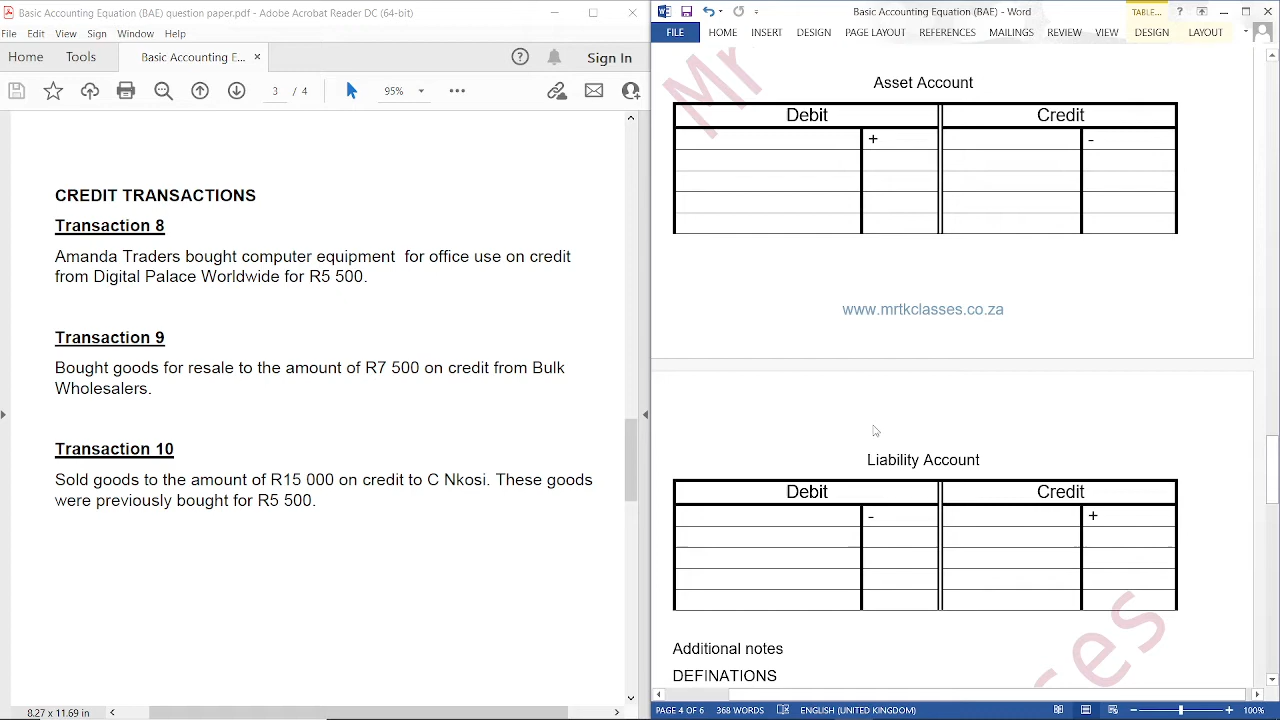 Basic Accounting Equation (BAE) question paper.pdf - Adobe Acrobat Reader DC (64-bit)
File Edit View Sign Window Help
Home Tools Basic Accounting E... × Sign In
3 / 4 95%
CREDIT TRANSACTIONS
Transaction 8
Amanda Traders bought computer equipment for office use on credit
from Digital Palace Worldwide for R5 500.
Transaction 9
Bought goods for resale to the amount of R7 500 on credit from Bulk
Wholesalers.
Transaction 10
Sold goods to the amount of R15 000 on credit to C Nkosi. These goods
were previously bought for R5 500.
8.27 x 11.69 in
Basic Accounting Equation (BAE) - Word TABLE... ?
FILE HOME INSERT DESIGN PAGE LAYOUT REFERENCES MAILINGS REVIEW VIEW DESIGN LAYOUT
Mr
Asset Account
Debit Credit
+ -
www.mrtkclasses.co.za
Liability Account
Debit Credit
- +
Additional notes
DEFINATIONS
ses
PAGE 4 OF 6 368 WORDS ENGLISH (UNITED KINGDOM) 100%